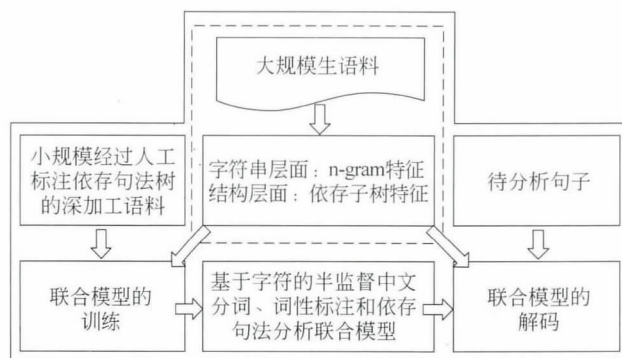 大规模生语料
小规模经过人工
标注依存句法树
的深加工语料
字符串层面：n-gram特征
结构层面：依存子树特征
待分析句子
联合模型的
训练
基于字符的半监督中文
分词、词性标注和依存
句法分析联合模型
联合模型的
解码